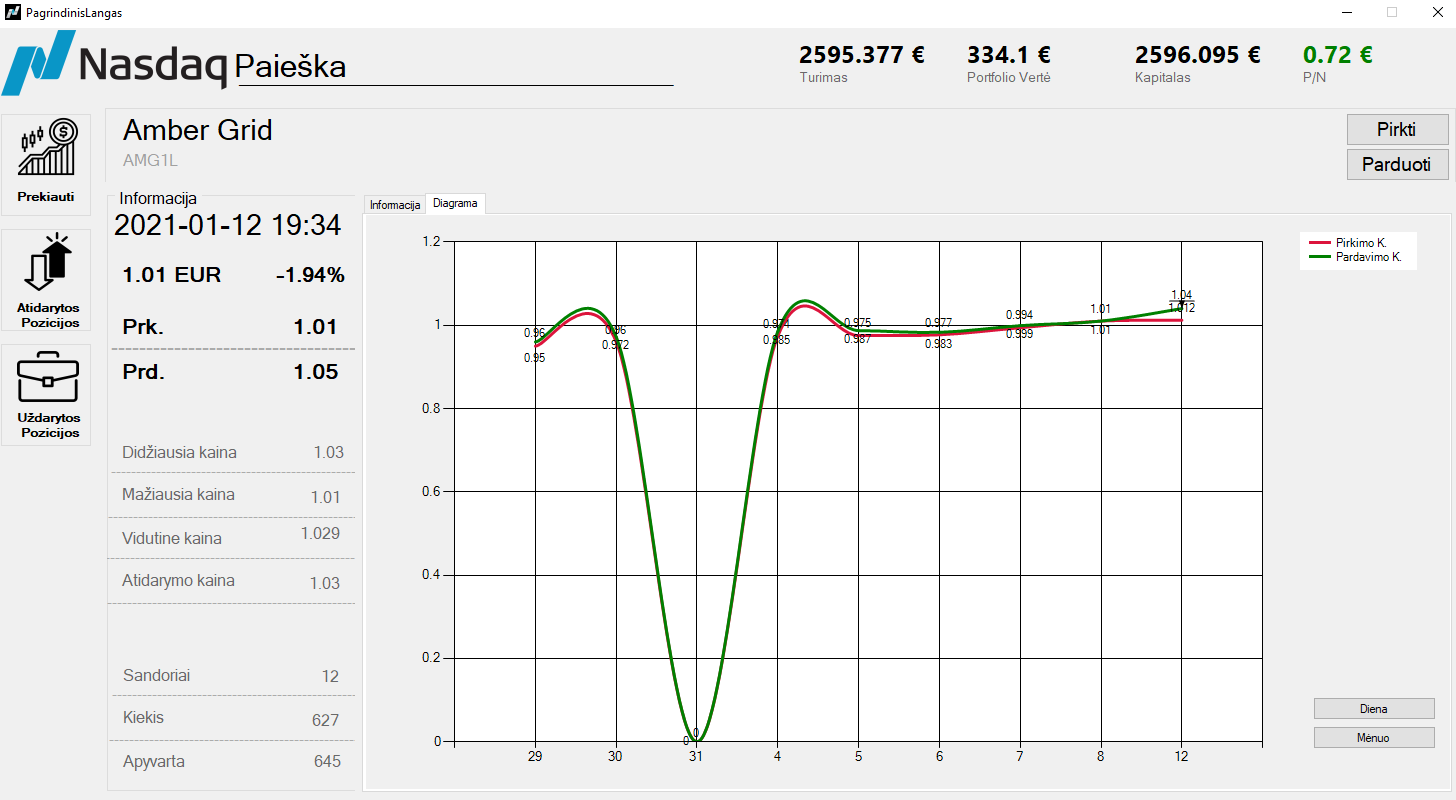 PagrindinisLangas
Nasdaq Paieška
2595.377 € 334.1 € 2596.095 € 0.72 €
Turimas Portfolio Vertė Kapitalas P/N
Prekiauti
Atidarytos
Pozicijos
Uždarytos
Pozicijos
Amber Grid
AMG1L
Pirkti
Parduoti
Informacija
2021-01-12 19:34
1.01 EUR -1.94%
Prk. 1.01
Prd. 1.05
Didžiausia kaina 1.03
Mažiausia kaina 1.01
Vidutine kaina 1.029
Atidarymo kaina 1.03
Sandoriai 12
Kiekis 627
Apyvarta 645
Informacija Diagrama
Pirkimo K.
Pardavimo K.
1.2
1
0.8
0.6
0.4
0.2
0
0.96 0.96 0.974 0.975 0.977 0.994 1.01 1.04
0.95 0.972 0.985 0.987 0.983 0.999 1.01 1.012
0
29 30 31 4 5 6 7 8 12
Diena
Mėnuo